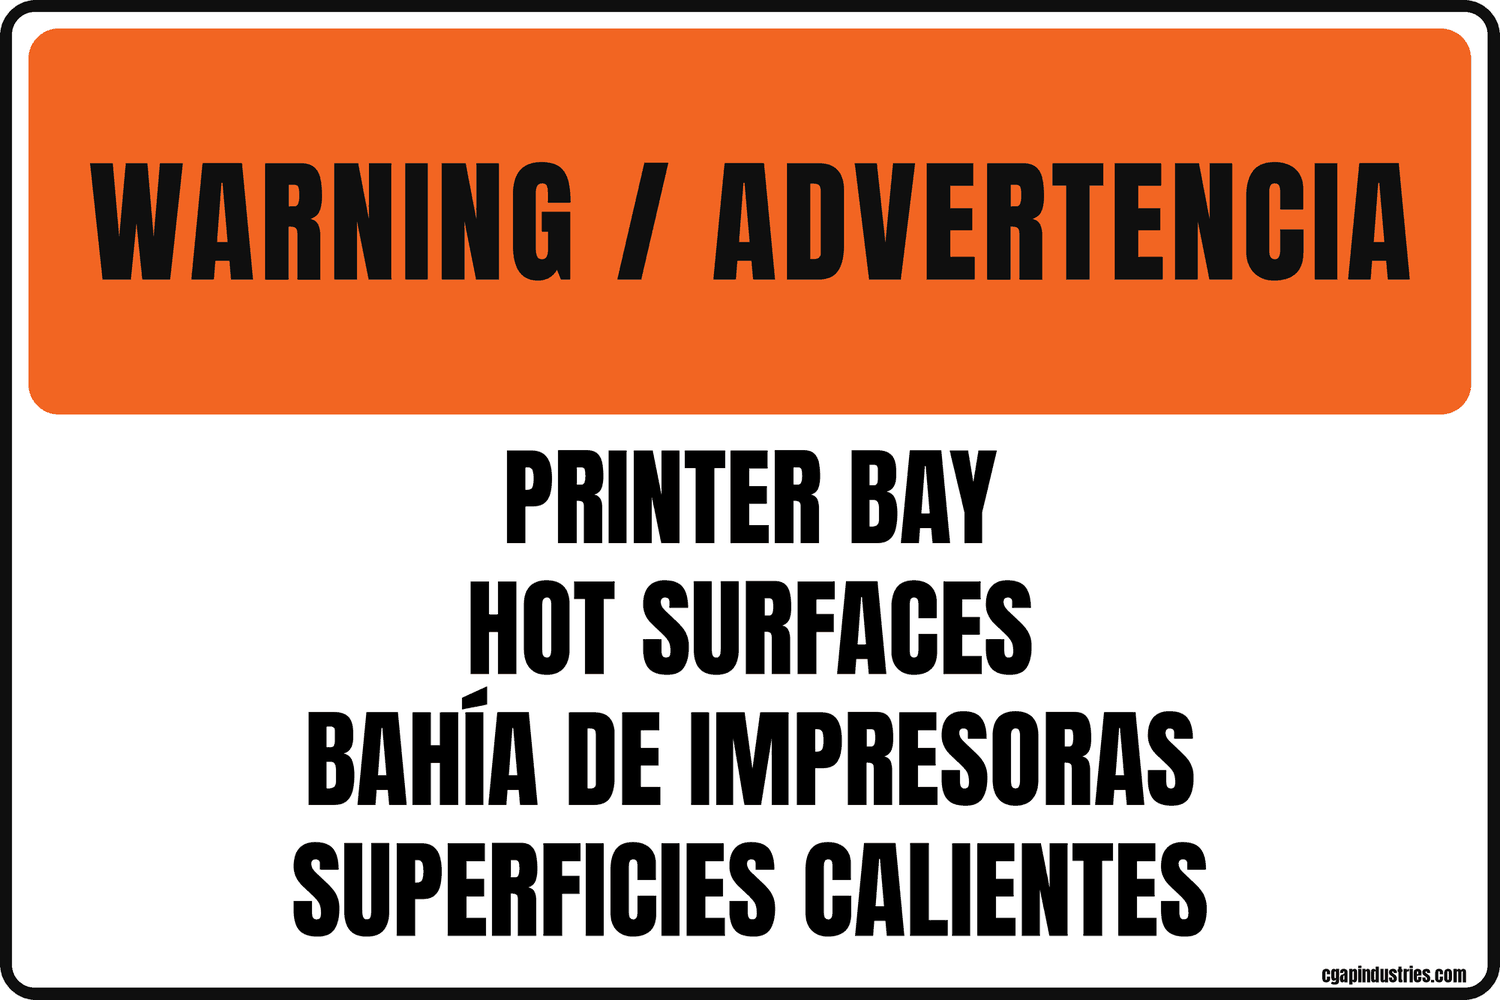 WARNING / ADVERTENCIA
PRINTER BAY
HOT SURFACES
BAHÍA DE IMPRESORAS
SUPERFICIES CALIENTES
cgapindustries.com